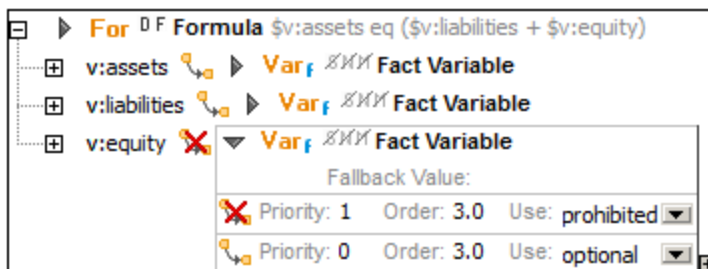 For D F Formula $v:assets eq ($v:liabilities + $v:equity)
v:assets Var f Fact Variable
v:liabilities Var f Fact Variable
v:equity Var f Fact Variable
Fallback Value:
Priority: 1 Order: 3.0 Use: prohibited
Priority: 0 Order: 3.0 Use: optional